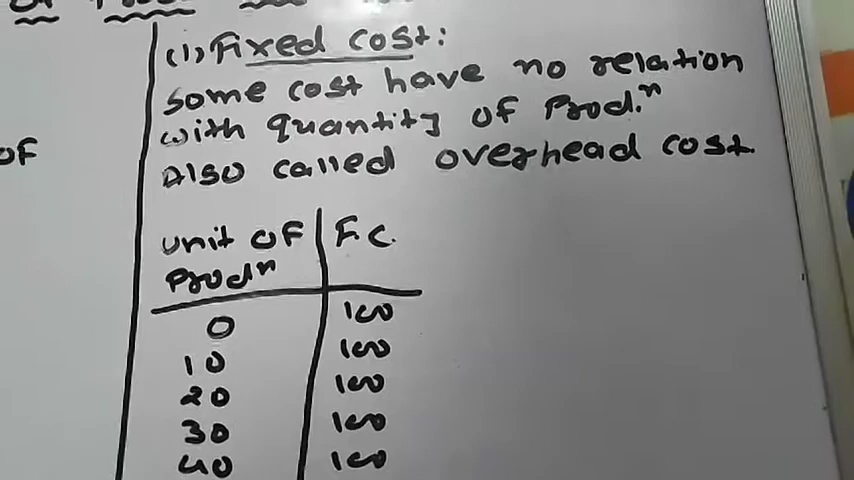 of
(1) Fixed cost:
some cost have no relation
with quantity of Prod.ⁿ
Also called overhead cost.
unit of Prodⁿ | F.C.
0 | 100
10 | 100
20 | 100
30 | 100
40 | 100